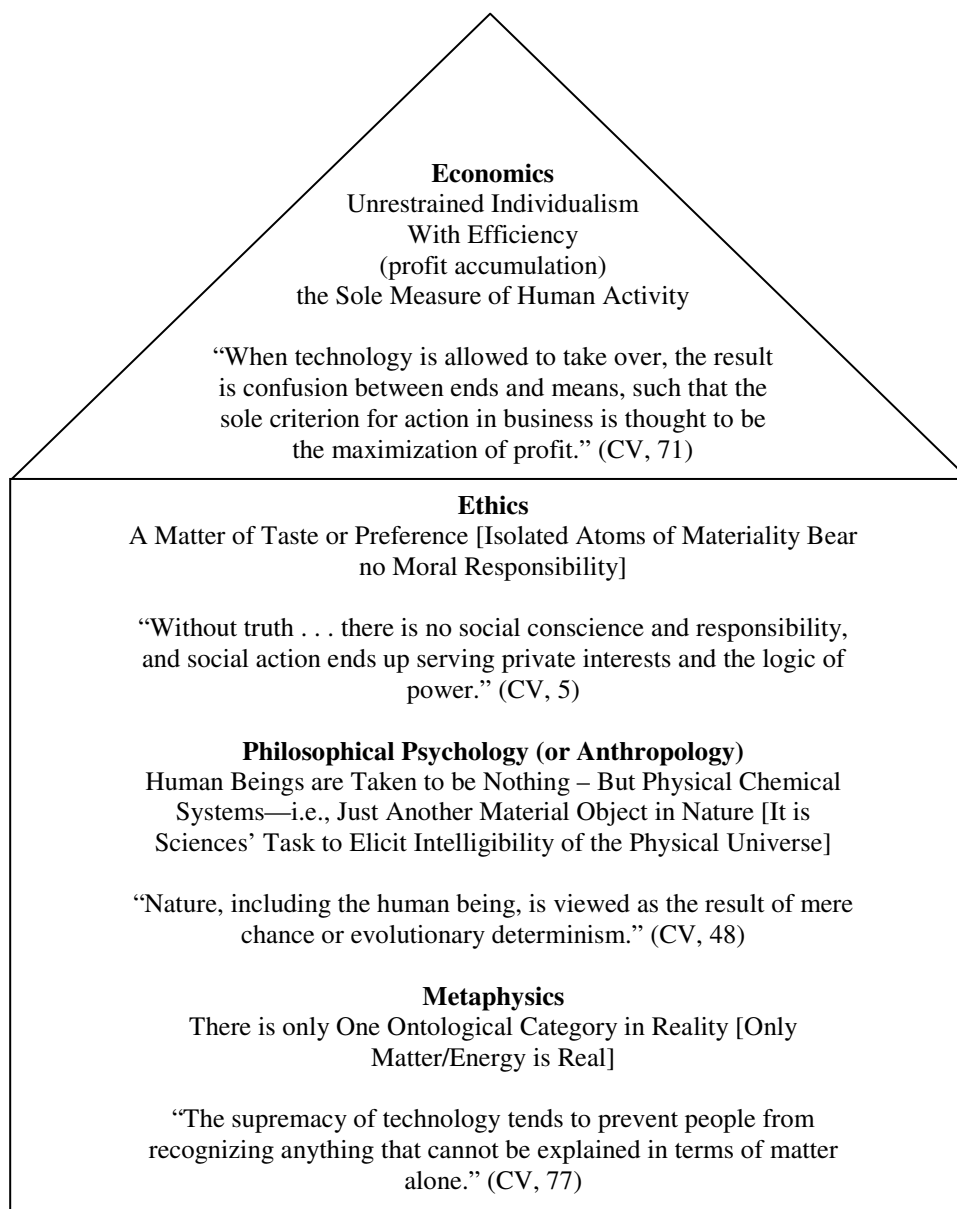 Economics
Unrestrained Individualism
With Efficiency
(profit accumulation)
the Sole Measure of Human Activity
“When technology is allowed to take over, the result
is confusion between ends and means, such that the
sole criterion for action in business is thought to be
the maximization of profit.” (CV, 71)
Ethics
A Matter of Taste or Preference [Isolated Atoms of Materiality Bear
no Moral Responsibility]
“Without truth . . . there is no social conscience and responsibility,
and social action ends up serving private interests and the logic of
power.” (CV, 5)
Philosophical Psychology (or Anthropology)
Human Beings are Taken to be Nothing – But Physical Chemical
Systems—i.e., Just Another Material Object in Nature [It is
Sciences’ Task to Elicit Intelligibility of the Physical Universe]
“Nature, including the human being, is viewed as the result of mere
chance or evolutionary determinism.” (CV, 48)
Metaphysics
There is only One Ontological Category in Reality [Only
Matter/Energy is Real]
“The supremacy of technology tends to prevent people from
recognizing anything that cannot be explained in terms of matter
alone.” (CV, 77)